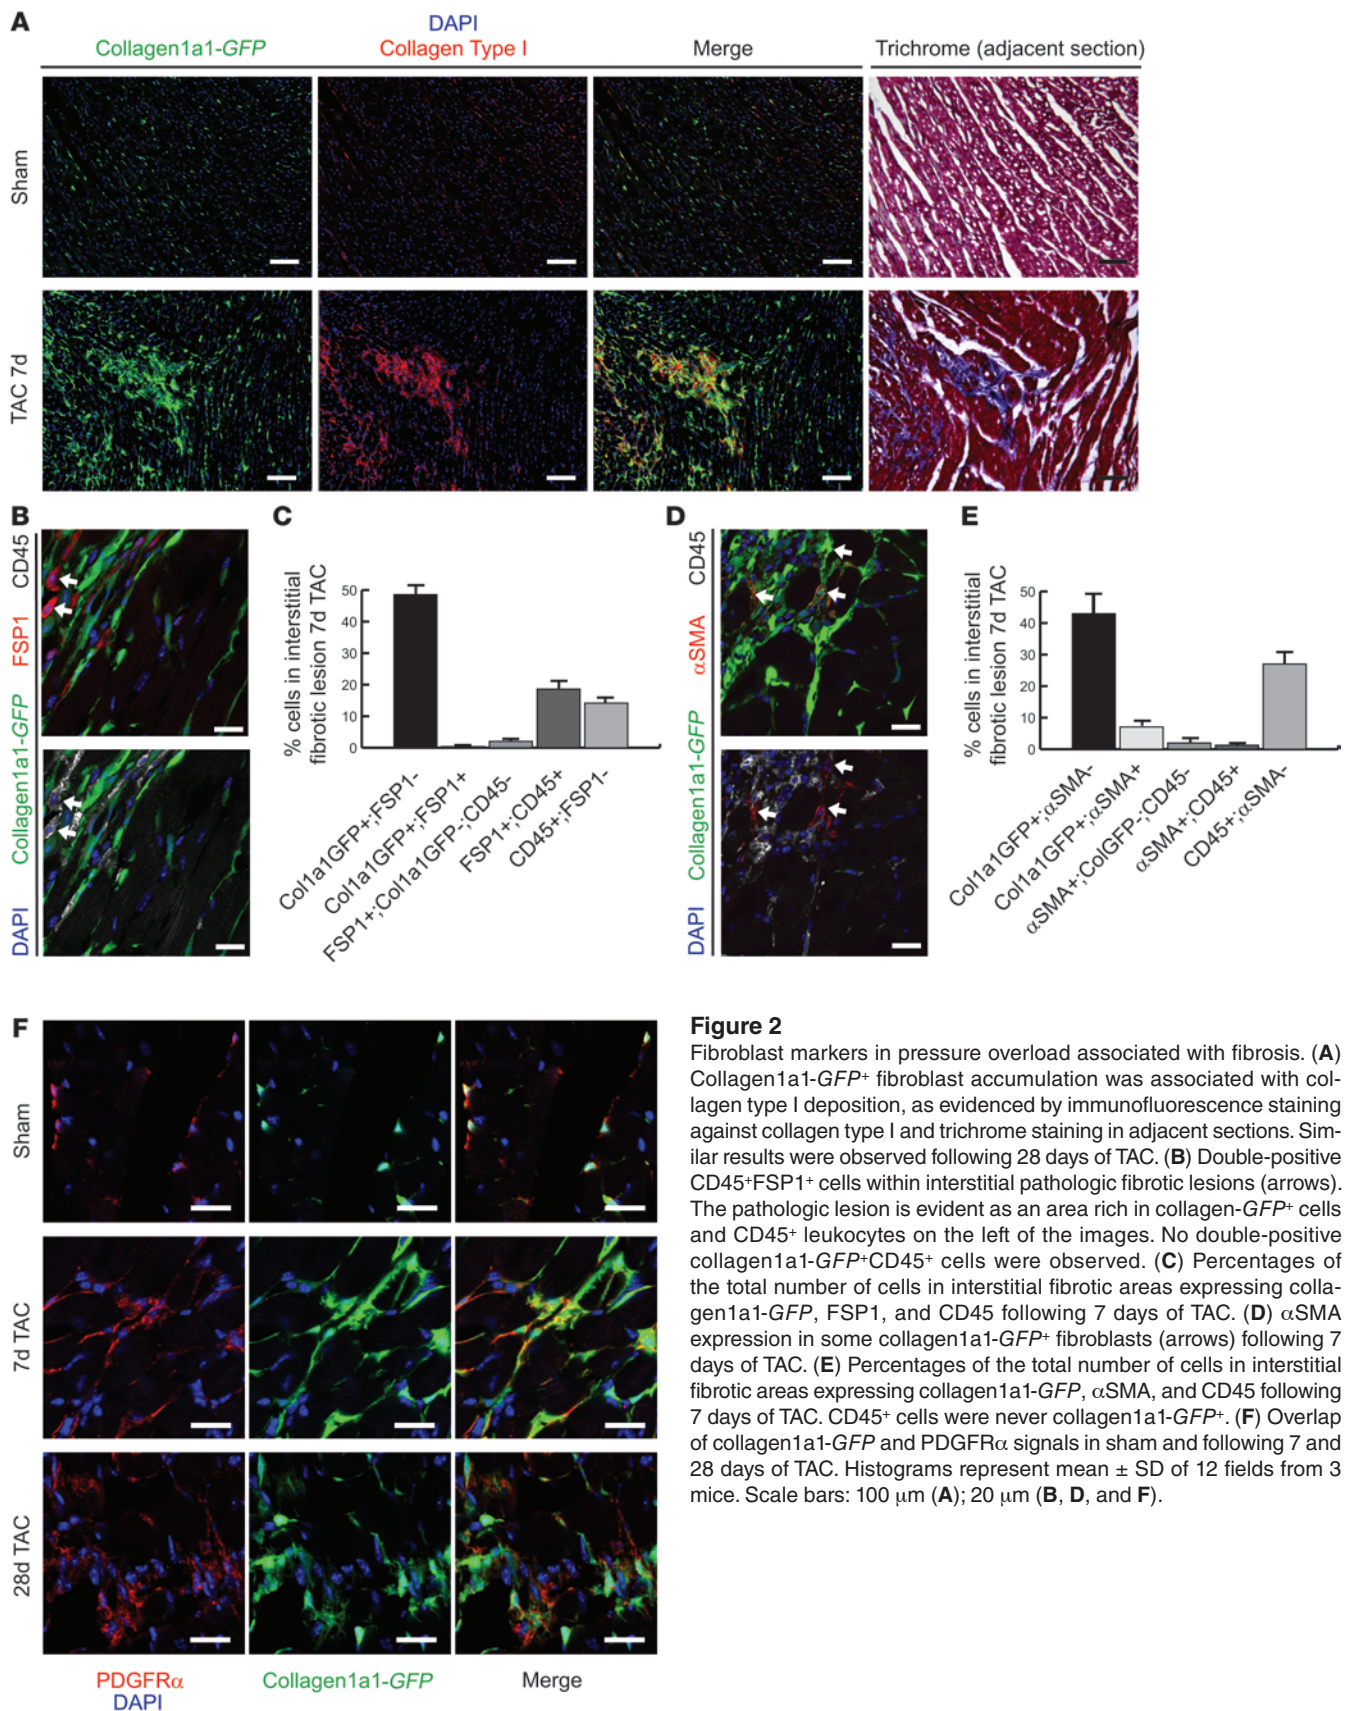 A
DAPI
Collagen1a1-GFP
Collagen Type I
Merge
Trichrome (adjacent section)
Sham
TAC 7d
B
DAPI Collagen1a1-GFP FSP1 CD45
C
% cells in interstitial
fibrotic lesion 7d TAC
50
40
30
20
10
0
Col1a1GFP+;FSP1-
Col1a1GFP+;FSP1+
FSP1+;Col1a1GFP-;CD45-
FSP1+;CD45+
CD45+;FSP1-
D
DAPI Collagen1a1-GFP αSMA CD45
E
% cells in interstitial
fibrotic lesion 7d TAC
50
40
30
20
10
0
Col1a1GFP+;αSMA-
Col1a1GFP+;αSMA+
αSMA+;ColGFP-;CD45-
αSMA+;CD45+
CD45+;αSMA-
F
Sham
7d TAC
28d TAC
PDGFRα
DAPI
Collagen1a1-GFP
Merge
Figure 2
Fibroblast markers in pressure overload associated with fibrosis. (A)
Collagen1a1-GFP+ fibroblast accumulation was associated with col-
lagen type I deposition, as evidenced by immunofluorescence staining
against collagen type I and trichrome staining in adjacent sections. Sim-
ilar results were observed following 28 days of TAC. (B) Double-positive
CD45+FSP1+ cells within interstitial pathologic fibrotic lesions (arrows).
The pathologic lesion is evident as an area rich in collagen-GFP+ cells
and CD45+ leukocytes on the left of the images. No double-positive
collagen1a1-GFP+CD45+ cells were observed. (C) Percentages of
the total number of cells in interstitial fibrotic areas expressing colla-
gen1a1-GFP, FSP1, and CD45 following 7 days of TAC. (D) αSMA
expression in some collagen1a1-GFP+ fibroblasts (arrows) following 7
days of TAC. (E) Percentages of the total number of cells in interstitial
fibrotic areas expressing collagen1a1-GFP, αSMA, and CD45 following
7 days of TAC. CD45+ cells were never collagen1a1-GFP+. (F) Overlap
of collagen1a1-GFP and PDGFRα signals in sham and following 7 and
28 days of TAC. Histograms represent mean ± SD of 12 fields from 3
mice. Scale bars: 100 μm (A); 20 μm (B, D, and F).